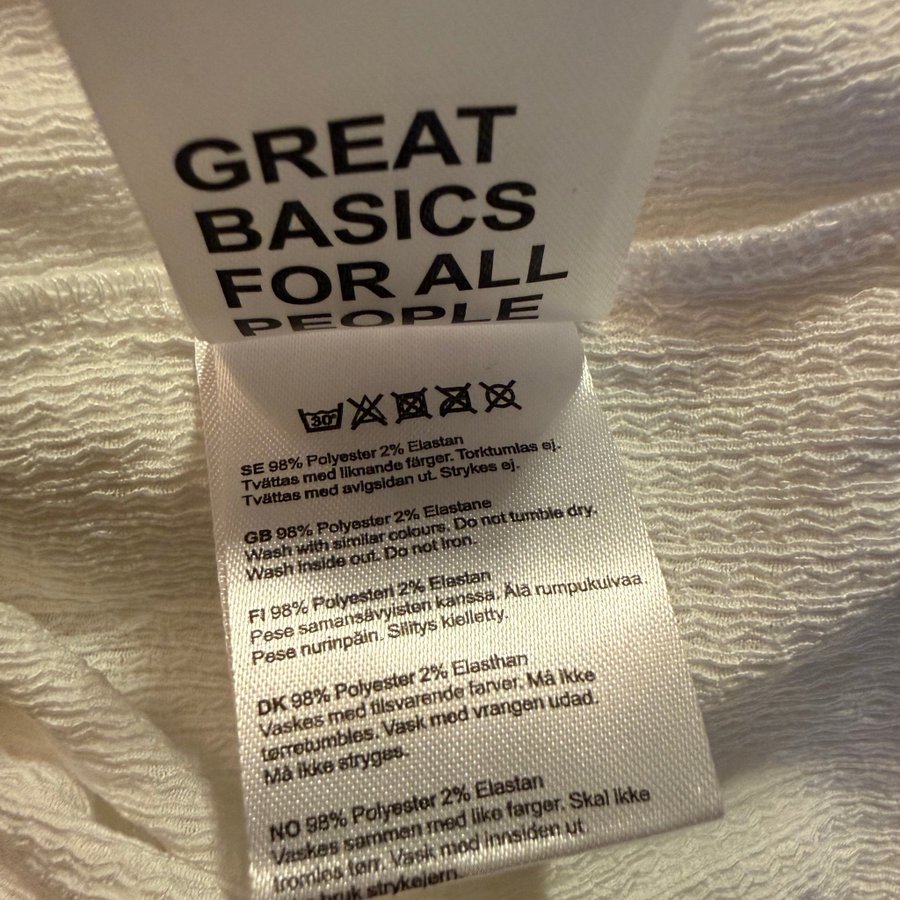 GREAT
BASICS
FOR ALL
PEOPLE
30°
SE 98% Polyester 2% Elastan
Tvättas med liknande färger. Torktumlas ej.
Tvättas med avigsidan ut. Strykes ej.
GB 98% Polyester 2% Elastane
Wash with similar colours. Do not tumble dry.
Wash inside out. Do not iron.
FI 98% Polyesteri 2% Elastan
Pese samansävyisten kanssa. Älä rumpukuivaa.
Pese nurinpäin. Silitys kielletty.
DK 98% Polyester 2% Elasthan
Vaskes med tilsvarende farver. Må ikke
tørretumbles. Vask med vrangen udad.
Må ikke stryges.
NO 98% Polyester 2% Elastan
Vaskes sammen med like farger. Skal ikke
tromles tørr. Vask med innsiden ut
bruk strykejern.